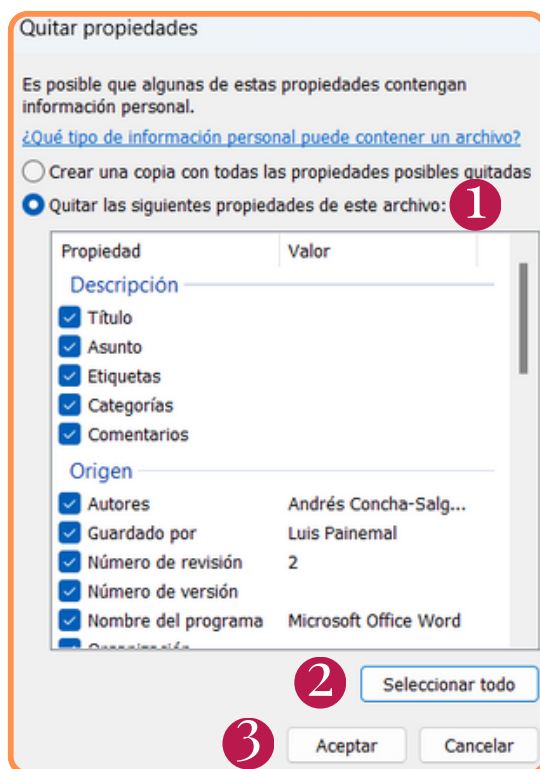 Quitar propiedades
Es posible que algunas de estas propiedades contengan
información personal.
¿Qué tipo de información personal puede contener un archivo?
Crear una copia con todas las propiedades posibles quitadas
Quitar las siguientes propiedades de este archivo: 1
Propiedad Valor
Descripción
Título
Asunto
Etiquetas
Categorías
Comentarios
Origen
Autores Andrés Concha-Salg...
Guardado por Luis Painemal
Número de revisión 2
Número de versión
Nombre del programa Microsoft Office Word
2 Seleccionar todo
3 Aceptar Cancelar